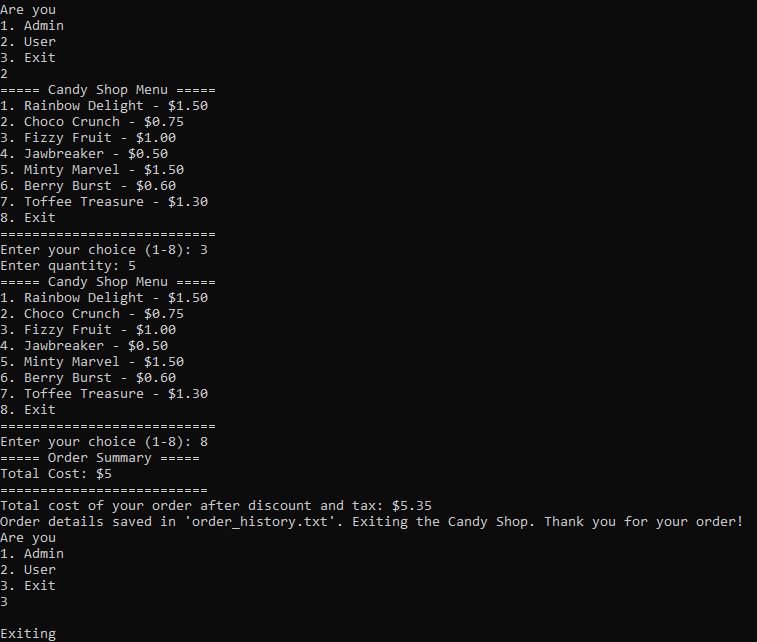 Are you
1. Admin
2. User
3. Exit
2
===== Candy Shop Menu =====
1. Rainbow Delight - $1.50
2. Choco Crunch - $0.75
3. Fizzy Fruit - $1.00
4. Jawbreaker - $0.50
5. Minty Marvel - $1.50
6. Berry Burst - $0.60
7. Toffee Treasure - $1.30
8. Exit
===========================
Enter your choice (1-8): 3
Enter quantity: 5
===== Candy Shop Menu =====
1. Rainbow Delight - $1.50
2. Choco Crunch - $0.75
3. Fizzy Fruit - $1.00
4. Jawbreaker - $0.50
5. Minty Marvel - $1.50
6. Berry Burst - $0.60
7. Toffee Treasure - $1.30
8. Exit
===========================
Enter your choice (1-8): 8
===== Order Summary =====
Total Cost: $5
==========================
Total cost of your order after discount and tax: $5.35
Order details saved in 'order_history.txt'. Exiting the Candy Shop. Thank you for your order!
Are you
1. Admin
2. User
3. Exit
3

Exiting